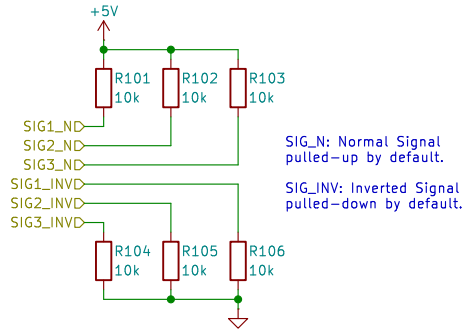 +5V
R101 R102 R103
10k 10k 10k
SIG1_N
SIG2_N
SIG3_N
SIG1_INV
SIG2_INV
SIG3_INV
SIG_N: Normal Signal
pulled-up by default.
SIG_INV: Inverted Signal
pulled-down by default.
R104 R105 R106
10k 10k 10k